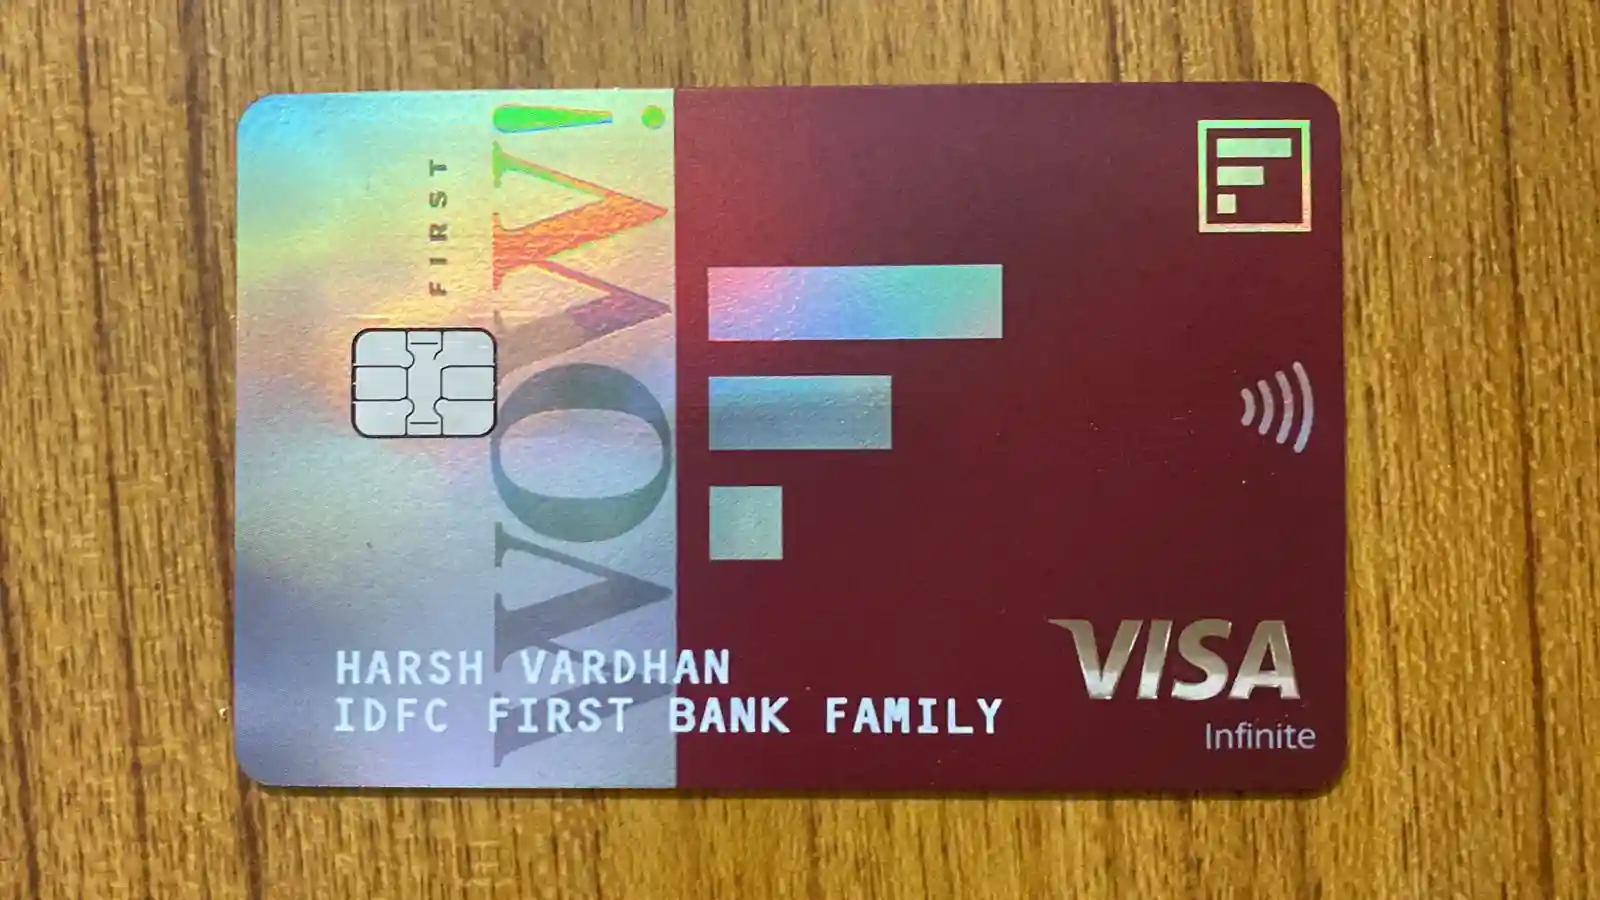 FIRST
WOW!
HARSH VARDHAN
IDFC FIRST BANK FAMILY
VISA
Infinite